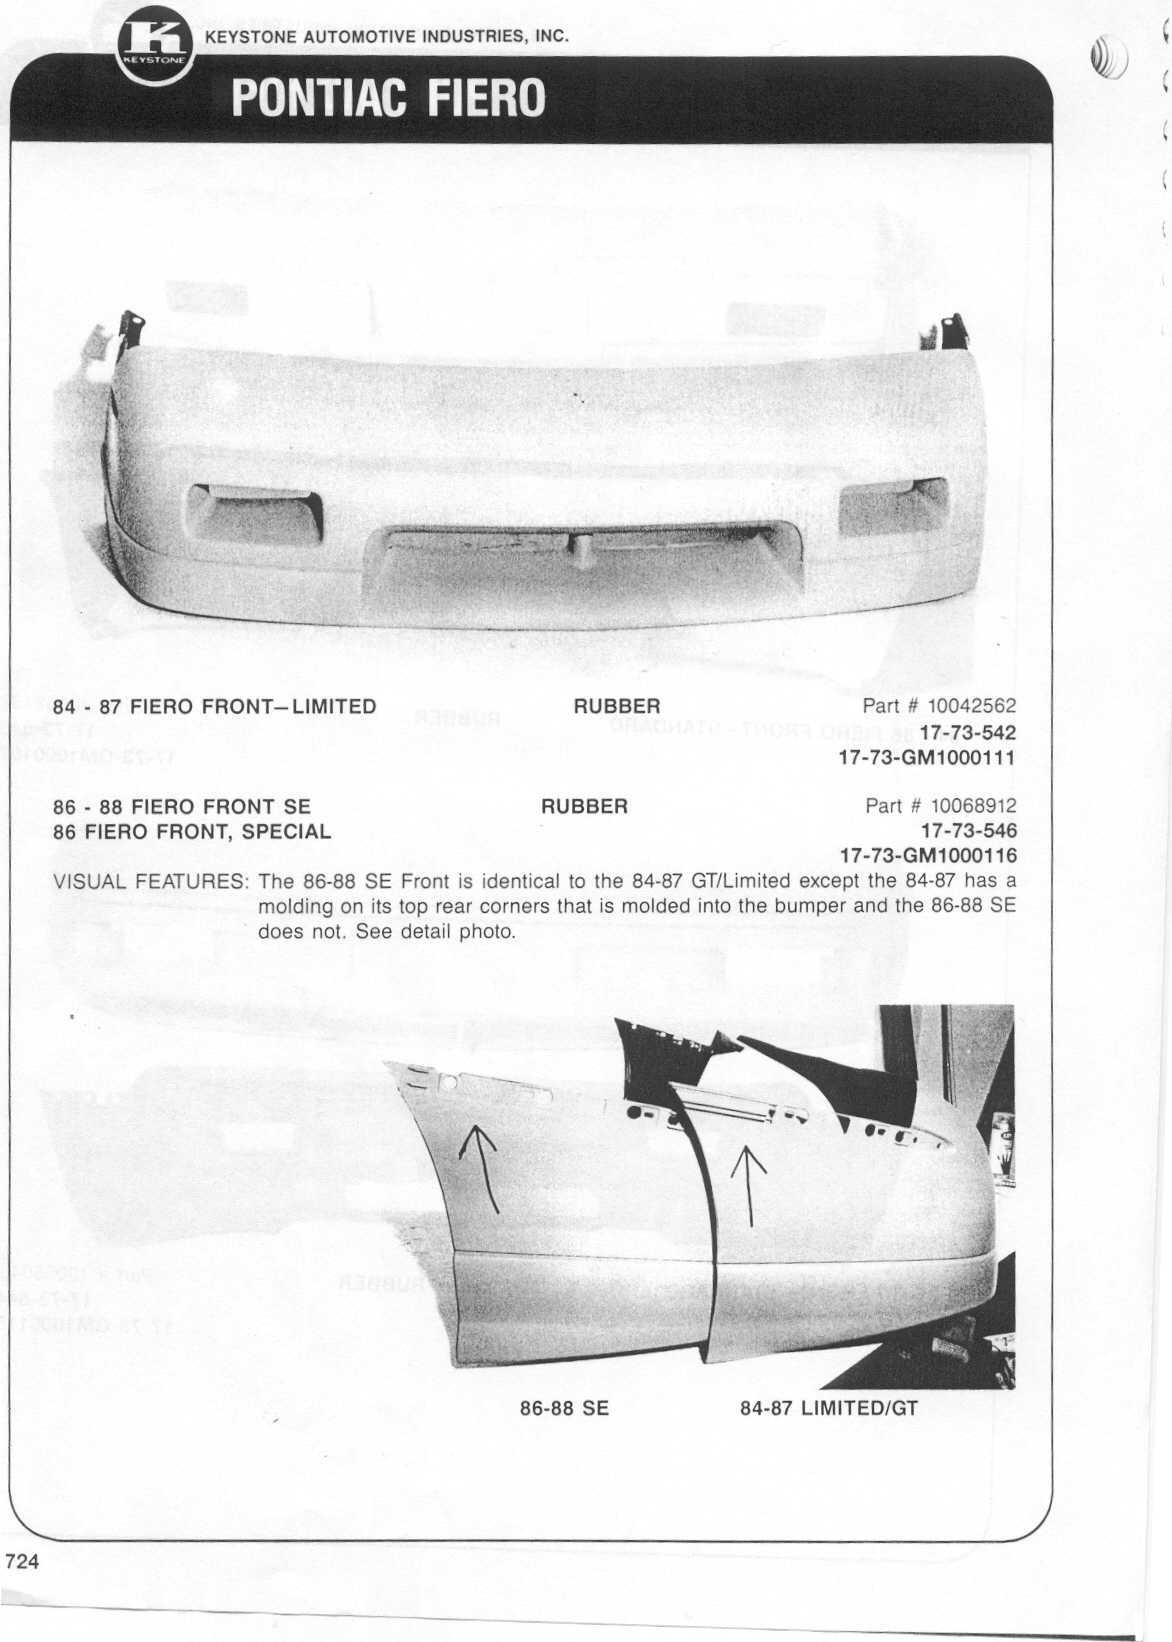 KEYSTONE AUTOMOTIVE INDUSTRIES, INC.
K
KEYSTONE
PONTIAC FIERO
84 - 87 FIERO FRONT–LIMITED RUBBER Part # 10042562
17-73-542
17-73-GM1000111
86 - 88 FIERO FRONT SE RUBBER Part # 10068912
86 FIERO FRONT, SPECIAL 17-73-546
17-73-GM1000116
VISUAL FEATURES: The 86-88 SE Front is identical to the 84-87 GT/Limited except the 84-87 has a
molding on its top rear corners that is molded into the bumper and the 86-88 SE
does not. See detail photo.
86-88 SE 84-87 LIMITED/GT
724